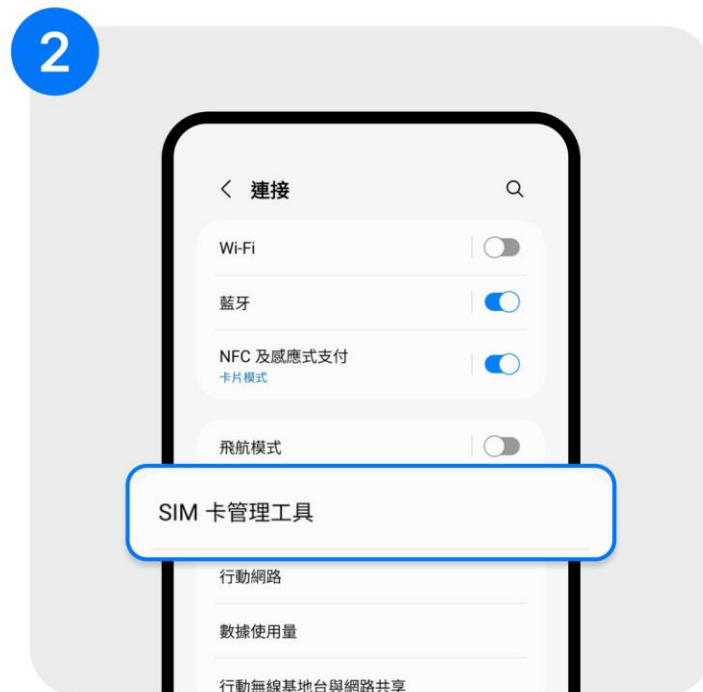 2
連接
Wi-Fi
藍牙
NFC 及感應式支付
卡片模式
飛航模式
SIM 卡管理工具
行動網路
數據使用量
行動無線基地台與網路共享